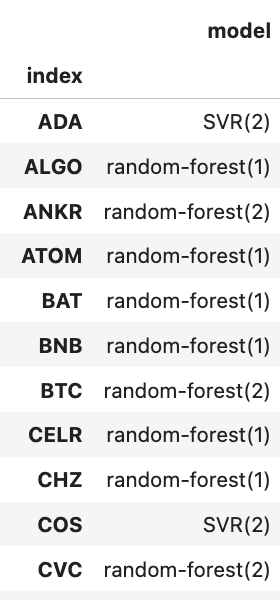 model
index
ADA SVR(2)
ALGO random-forest(1)
ANKR random-forest(2)
ATOM random-forest(1)
BAT random-forest(1)
BNB random-forest(1)
BTC random-forest(2)
CELR random-forest(1)
CHZ random-forest(1)
COS SVR(2)
CVC random-forest(2)